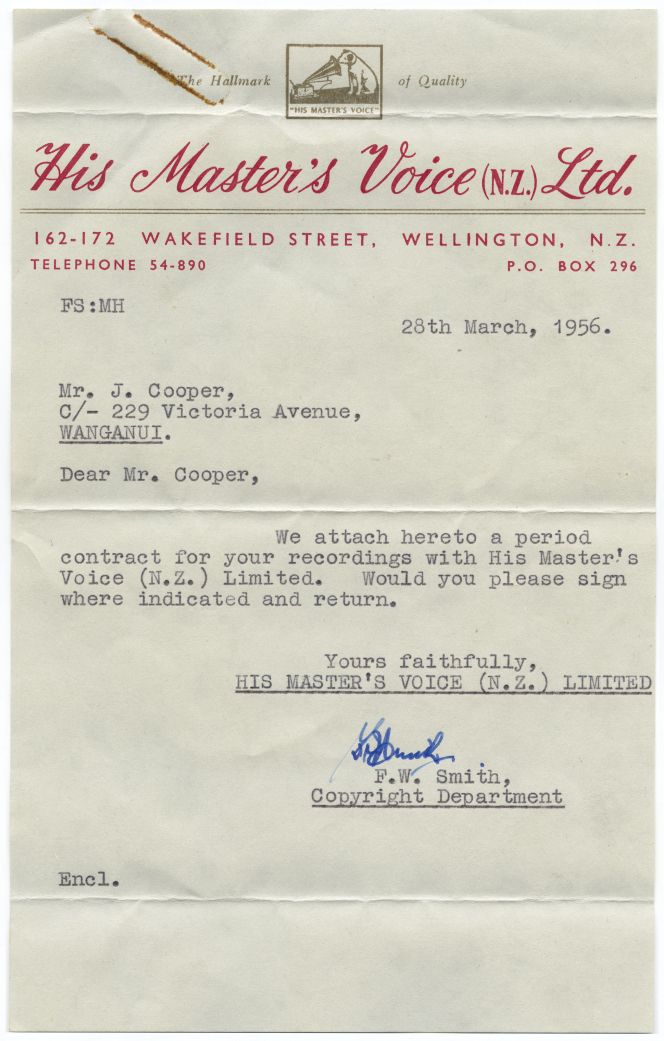 The Hallmark of Quality
"HIS MASTER'S VOICE"
His Master's Voice (N.Z.) Ltd.
162-172 WAKEFIELD STREET, WELLINGTON, N.Z.
TELEPHONE 54-890 P.O. BOX 296
FS:MH
28th March, 1956.
Mr. J. Cooper,
C/- 229 Victoria Avenue,
WANGANUI.
Dear Mr. Cooper,
We attach hereto a period
contract for your recordings with His Master's
Voice (N.Z.) Limited. Would you please sign
where indicated and return.
Yours faithfully,
HIS MASTER'S VOICE (N.Z.) LIMITED
F.W. Smith,
Copyright Department
Encl.